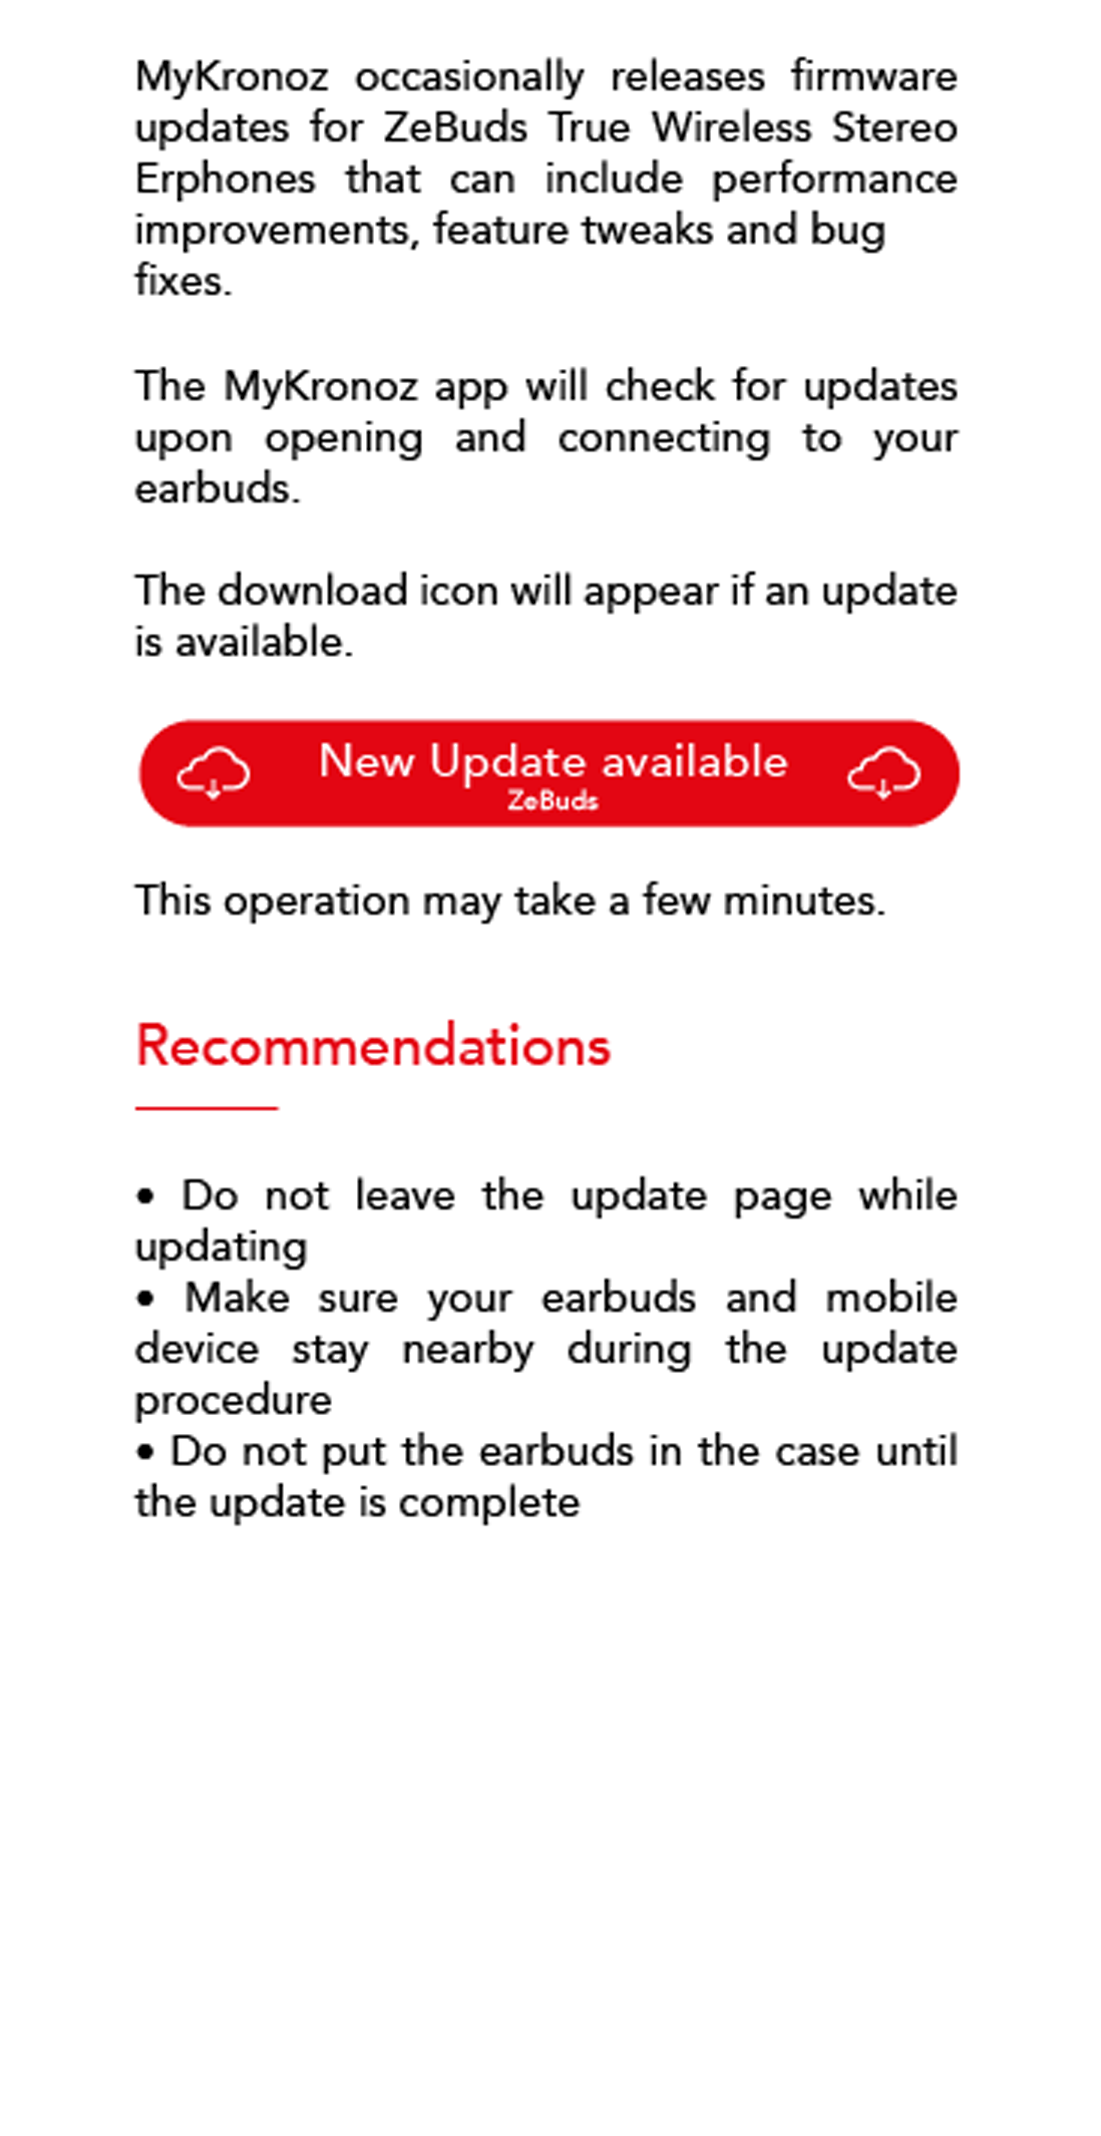 MyKronoz occasionally releases firmware
updates for ZeBuds True Wireless Stereo
Erphones that can include performance
improvements, feature tweaks and bug
fixes.
The MyKronoz app will check for updates
upon opening and connecting to your
earbuds.
The download icon will appear if an update
is available.
New Update available
ZeBuds
This operation may take a few minutes.
Recommendations
• Do not leave the update page while
updating
• Make sure your earbuds and mobile
device stay nearby during the update
procedure
• Do not put the earbuds in the case until
the update is complete